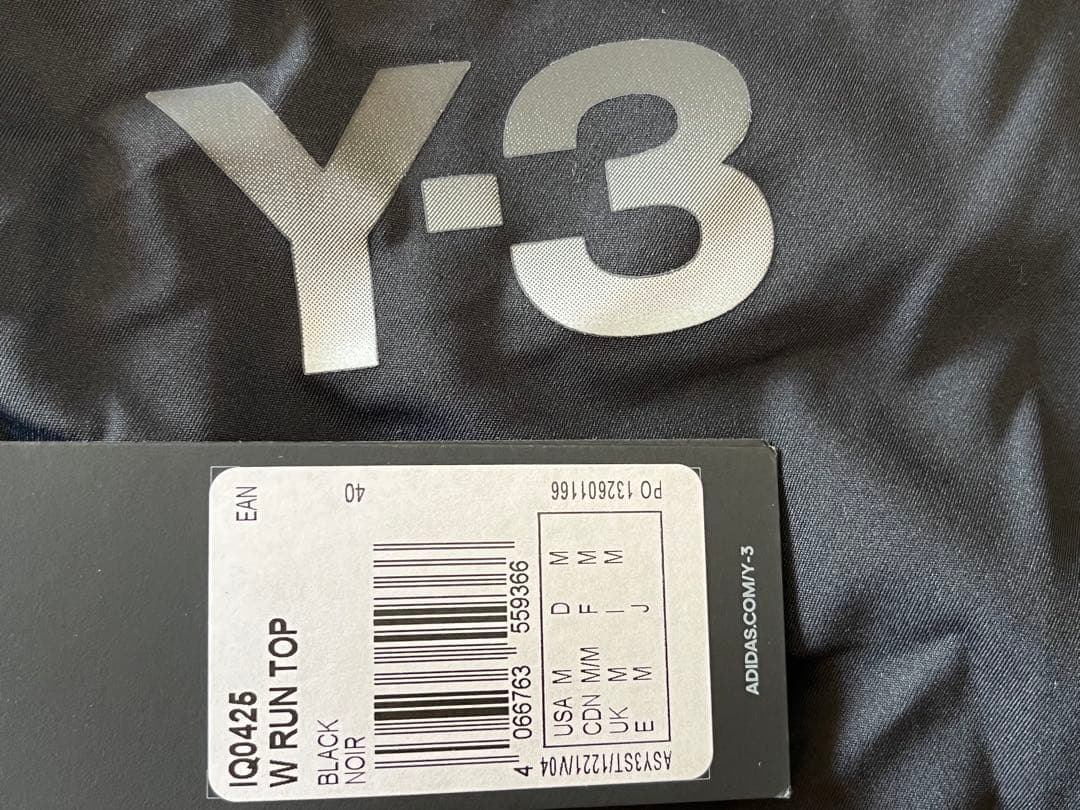 Y-3
IQ0425
EAN
W RUN TOP
BLACK
NOIR
40
4 066763 559366
USA M D M
CDN M/M F M
UK M I M
E M J
PO 132601166
ASY3ST/1221/V04
ADIDAS.COM/Y-3